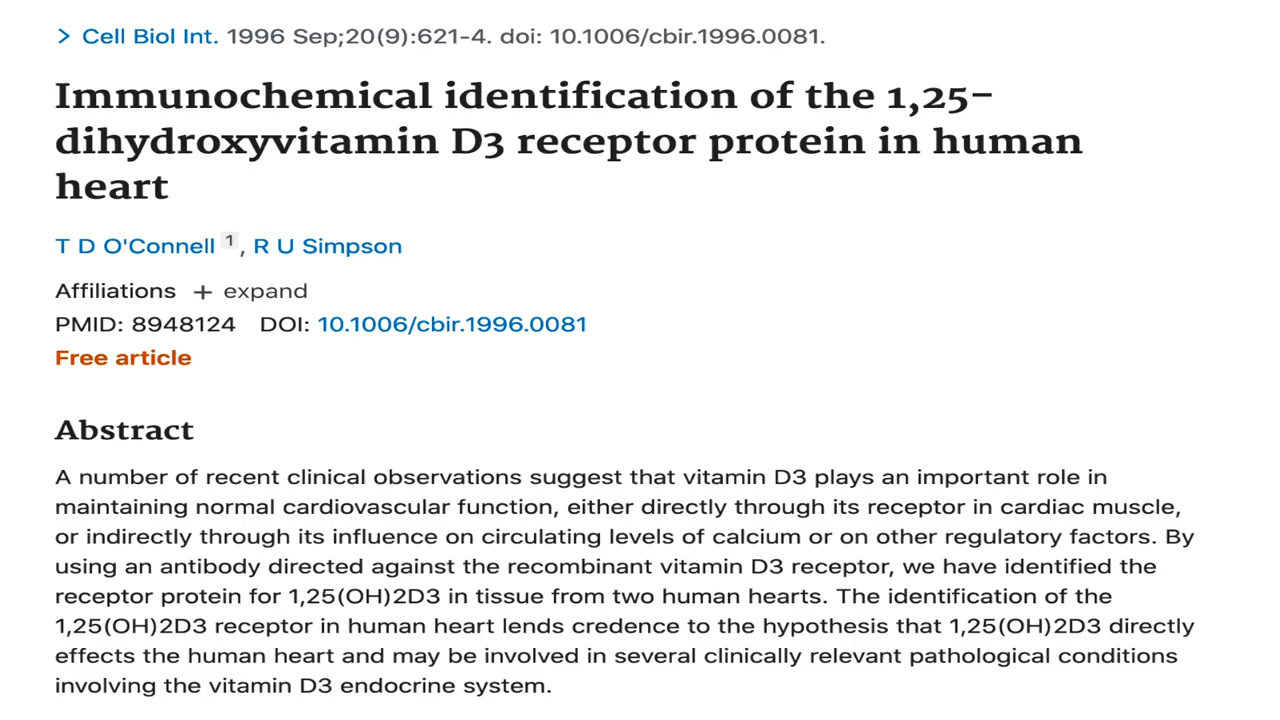 > Cell Biol Int. 1996 Sep;20(9):621-4. doi: 10.1006/cbir.1996.0081.
Immunochemical identification of the 1,25-
dihydroxyvitamin D3 receptor protein in human
heart
T D O'Connell 1, R U Simpson
Affiliations + expand
PMID: 8948124 DOI: 10.1006/cbir.1996.0081
Free article
Abstract
A number of recent clinical observations suggest that vitamin D3 plays an important role in
maintaining normal cardiovascular function, either directly through its receptor in cardiac muscle,
or indirectly through its influence on circulating levels of calcium or on other regulatory factors. By
using an antibody directed against the recombinant vitamin D3 receptor, we have identified the
receptor protein for 1,25(OH)2D3 in tissue from two human hearts. The identification of the
1,25(OH)2D3 receptor in human heart lends credence to the hypothesis that 1,25(OH)2D3 directly
effects the human heart and may be involved in several clinically relevant pathological conditions
involving the vitamin D3 endocrine system.